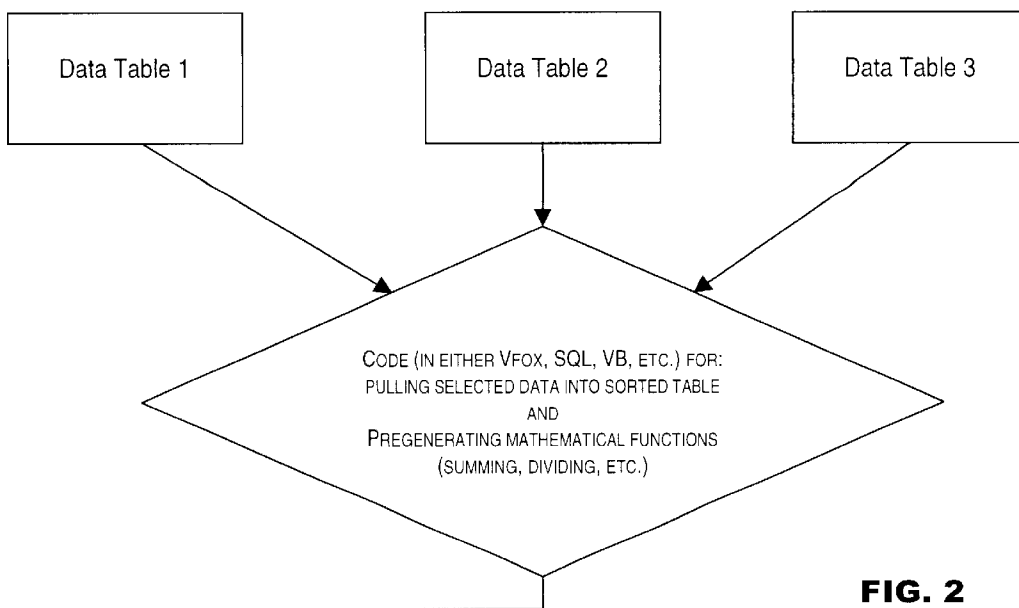 Data Table 1
Data Table 2
Data Table 3
CODE (IN EITHER VFOX, SQL, VB, ETC.) FOR:
PULLING SELECTED DATA INTO SORTED TABLE
AND
PREGENERATING MATHEMATICAL FUNCTIONS
(SUMMING, DIVIDING, ETC.)
FIG. 2